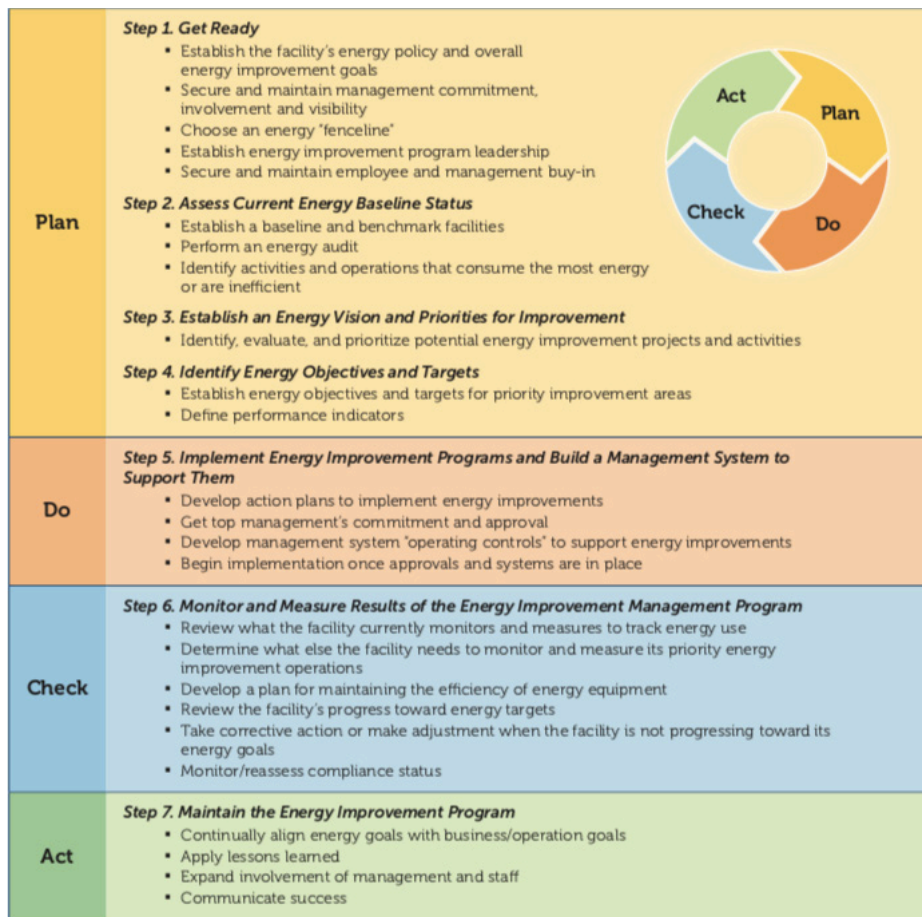 Step 1. Get Ready
▪ Establish the facility's energy policy and overall
energy improvement goals
▪ Secure and maintain management commitment,
involvement and visibility
▪ Choose an energy "fenceline"
▪ Establish energy improvement program leadership
▪ Secure and maintain employee and management buy-in
Act
Plan
Check
Do
Plan
Step 2. Assess Current Energy Baseline Status
▪ Establish a baseline and benchmark facilities
▪ Perform an energy audit
▪ Identify activities and operations that consume the most energy
or are inefficient
Step 3. Establish an Energy Vision and Priorities for Improvement
▪ Identify, evaluate, and prioritize potential energy improvement projects and activities
Step 4. Identify Energy Objectives and Targets
▪ Establish energy objectives and targets for priority improvement areas
▪ Define performance indicators
Do
Step 5. Implement Energy Improvement Programs and Build a Management System to
Support Them
▪ Develop action plans to implement energy improvements
▪ Get top management's commitment and approval
▪ Develop management system "operating controls" to support energy improvements
▪ Begin implementation once approvals and systems are in place
Check
Step 6. Monitor and Measure Results of the Energy Improvement Management Program
▪ Review what the facility currently monitors and measures to track energy use
▪ Determine what else the facility needs to monitor and measure its priority energy
improvement operations
▪ Develop a plan for maintaining the efficiency of energy equipment
▪ Review the facility's progress toward energy targets
▪ Take corrective action or make adjustment when the facility is not progressing toward its
energy goals
▪ Monitor/reassess compliance status
Act
Step 7. Maintain the Energy Improvement Program
▪ Continually align energy goals with business/operation goals
▪ Apply lessons learned
▪ Expand involvement of management and staff
▪ Communicate success